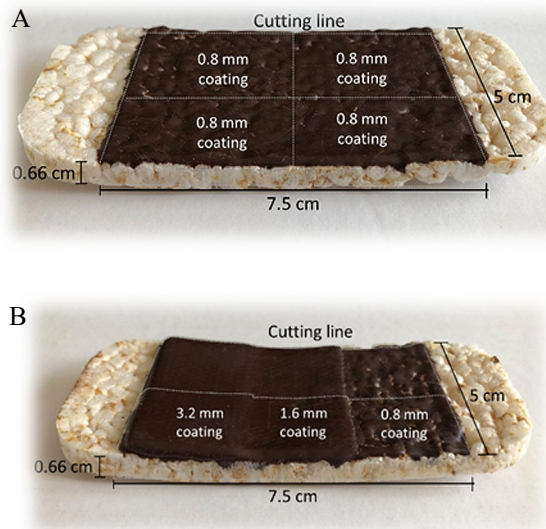 A
Cutting line
0.8 mm
coating
0.8 mm
coating
5 cm
0.8 mm
coating
0.8 mm
coating
0.66 cm
7.5 cm
B
Cutting line
3.2 mm
coating
1.6 mm
coating
0.8 mm
coating
5 cm
0.66 cm
7.5 cm